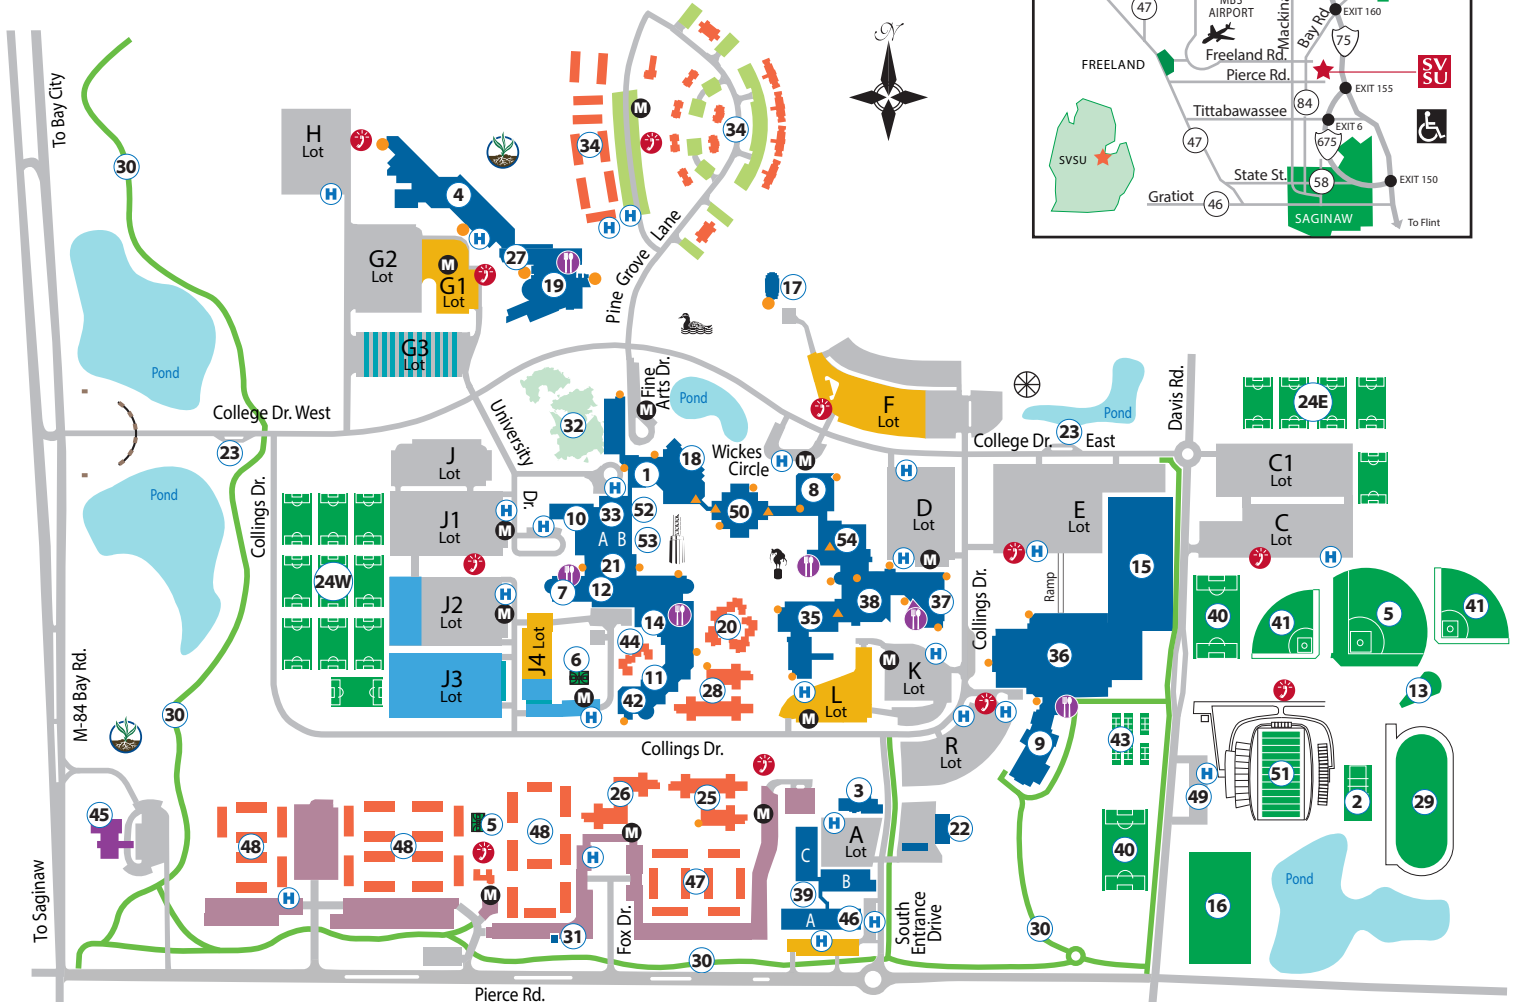 47
MBS
AIRPORT
Mackina
Bay Rd.
EXIT 160
75
Freeland Rd.
FREELAND
Pierce Rd.
SV
SU
EXIT 155
84
Tittabawassee
EXIT 6
47
675
SVSU
State St.
58
EXIT 150
Gratiot
46
SAGINAW
To Flint
N
To Bay City
30
H
Lot
H
4
H
27
19
G2
Lot
M
G1
Lot
G3
Lot
34
M
34
H
H
Pine Grove Lane
17
Pond
College Dr. West
23
University
Dr.
32
Fine
Arts Dr.
M
Pond
F
Lot
Wickes
Circle
H
M
College Dr.
23
East
Pond
Davis Rd.
24E
J
Lot
1
18
H
8
H
D
Lot
H
M
E
Lot
H
C1
Lot
C
Lot
H
Pond
Collings Dr.
24W
J1
Lot
H
M
H
10
33
52
A
B
53
50
54
21
7
12
15
Ramp
Collings Dr.
J2
Lot
H
M
J4 Lot
J3
Lot
14
44
6
M
H
11
42
20
28
35
38
37
36
40
41
5
41
M
K
Lot
H
H
L
Lot
M
H
H
R
Lot
9
43
13
51
H
49
2
29
M-84 Bay Rd.
30
Collings Dr.
45
48
48
5
48
26
25
M
M
3
H
A
Lot
22
C
B
39
A
46
H
H
47
H
M
H
31
Fox Dr.
30
South
Entrance
Drive
30
40
16
Pond
To Saginaw
Pierce Rd.